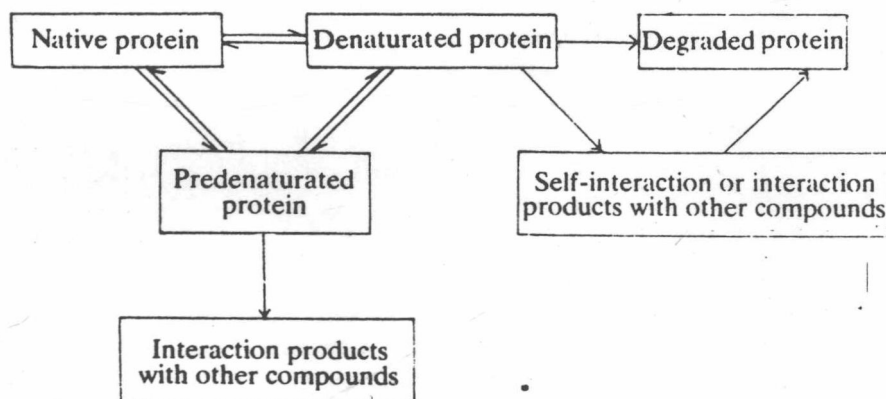 Native protein
Denaturated protein
Degraded protein
Predenaturated
protein
Self-interaction or interaction
products with other compounds
Interaction products
with other compounds